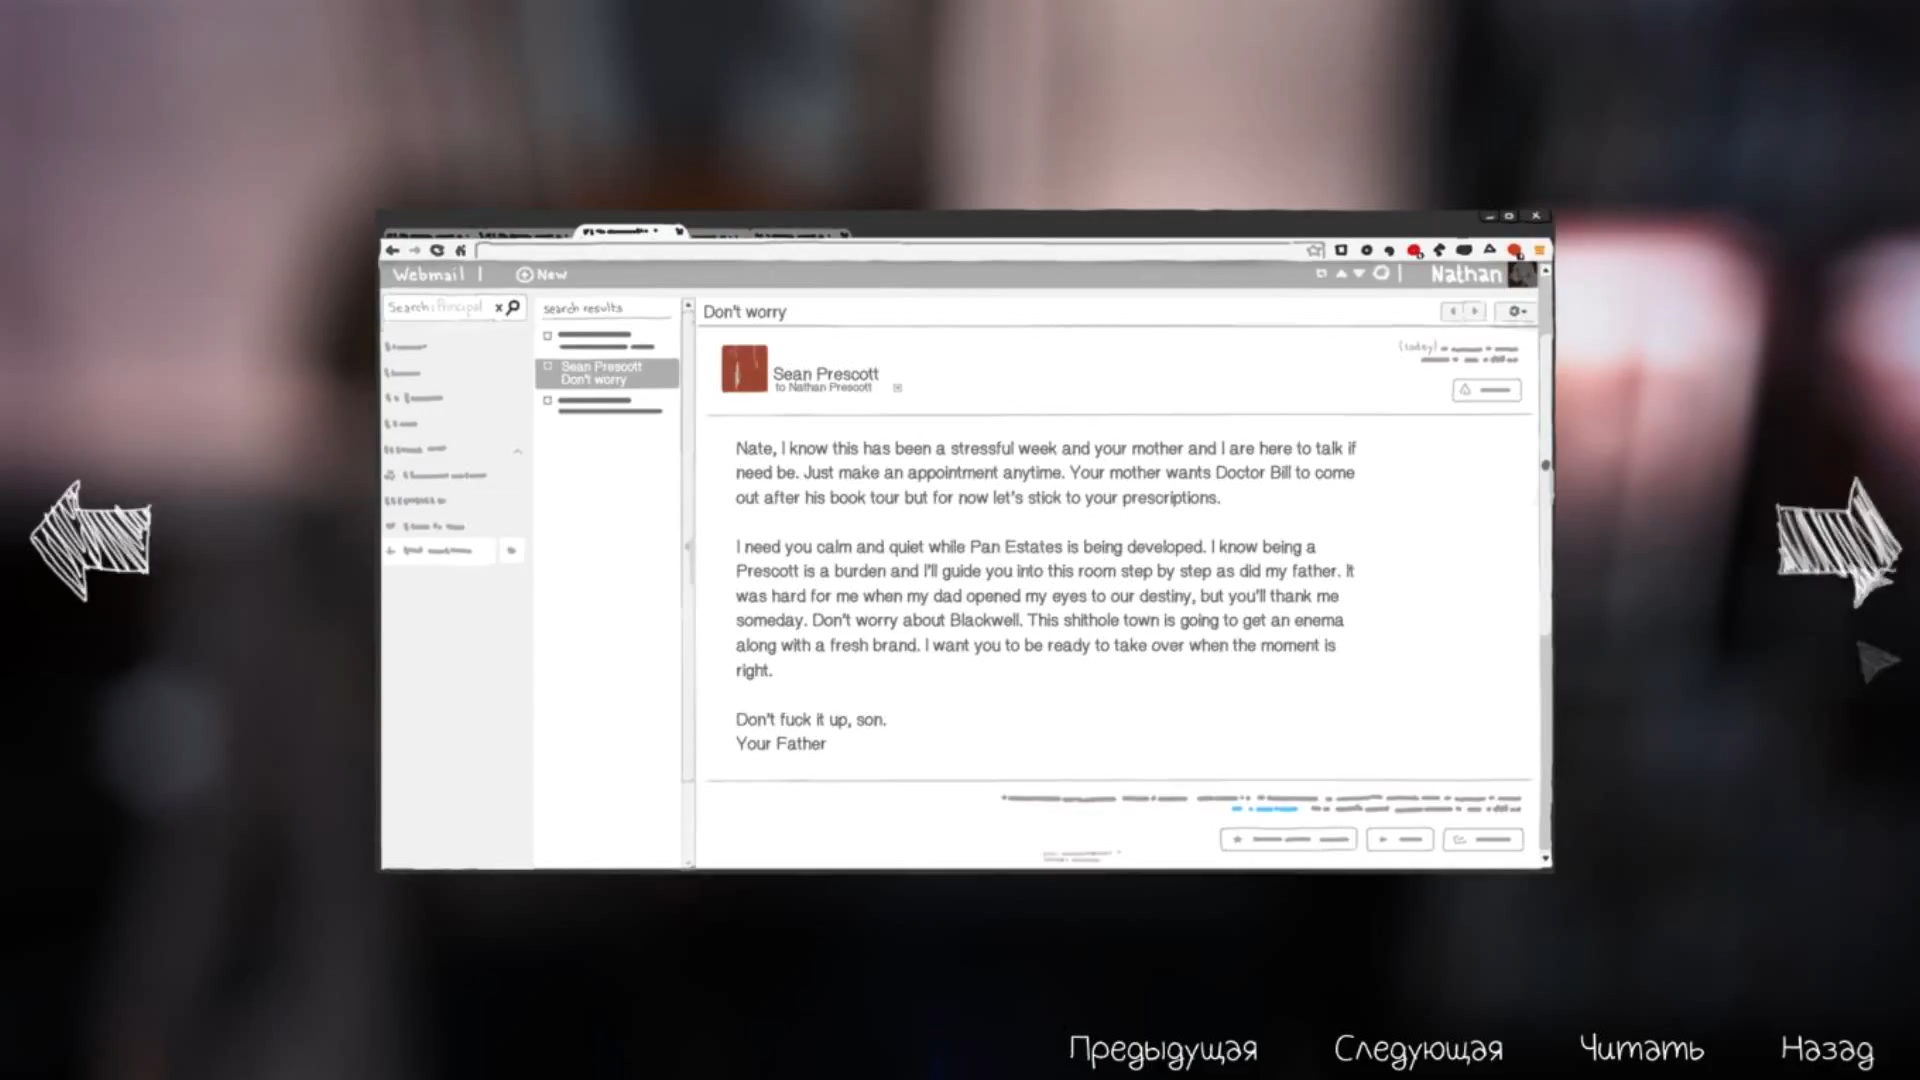 Webmail |
New
Nathan
Search: Principal
x
search results
Sean Prescott
Don't worry
Don't worry
(today)
Sean Prescott
to Nathan Prescott
Nate, I know this has been a stressful week and your mother and I are here to talk if
need be. Just make an appointment anytime. Your mother wants Doctor Bill to come
out after his book tour but for now let's stick to your prescriptions.
I need you calm and quiet while Pan Estates is being developed. I know being a
Prescott is a burden and I'll guide you into this room step by step as did my father. It
was hard for me when my dad opened my eyes to our destiny, but you'll thank me
someday. Don't worry about Blackwell. This shithole town is going to get an enema
along with a fresh brand. I want you to be ready to take over when the moment is
right.
Don't fuck it up, son.
Your Father
Предыдущая
Следующая
Читать
Назад